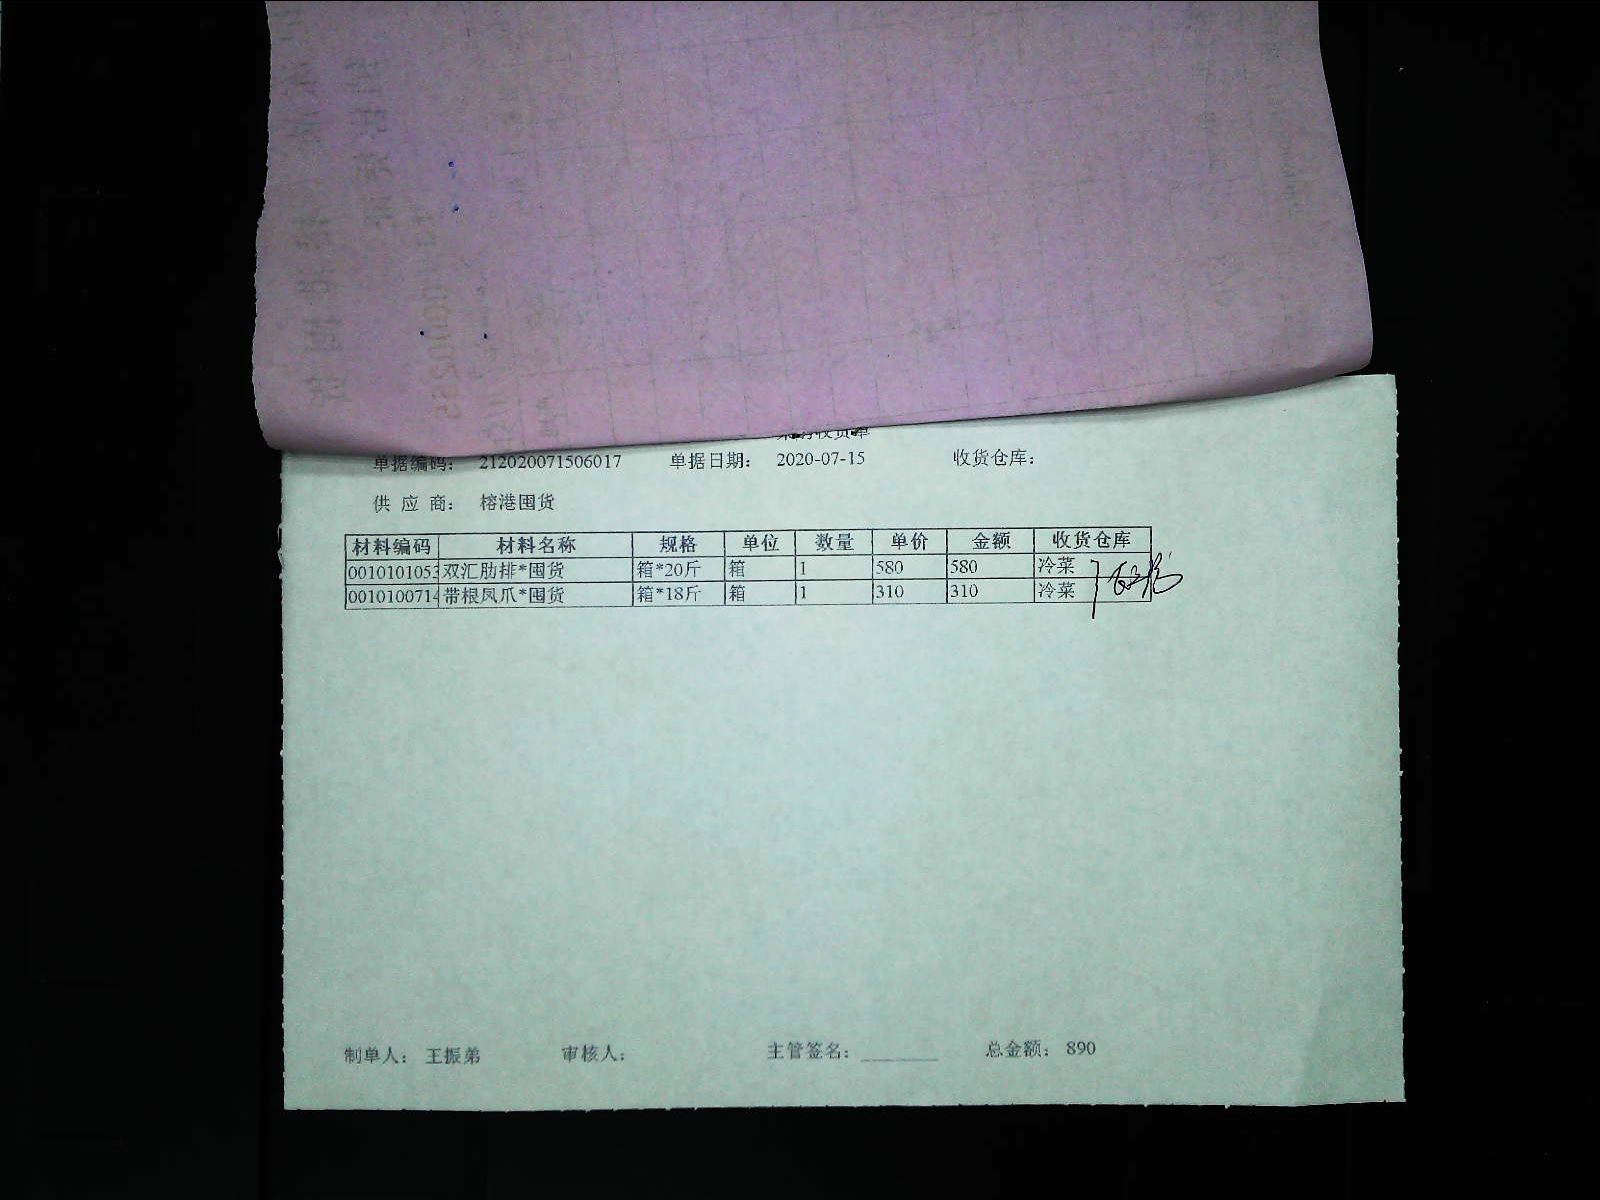 单据编码： 212020071506017 单据日期： 2020-07-15 收货仓库：
供 应 商： 榕港囤货
材料编码 材料名称 规格 单位 数量 单价 金额 收货仓库
0010101053 双汇肋排*囤货 箱*20斤 箱 1 580 580 冷菜
0010100714 带根凤爪*囤货 箱*18斤 箱 1 310 310 冷菜
制单人： 王振弟 审核人： 主管签名： ________ 总金额： 890